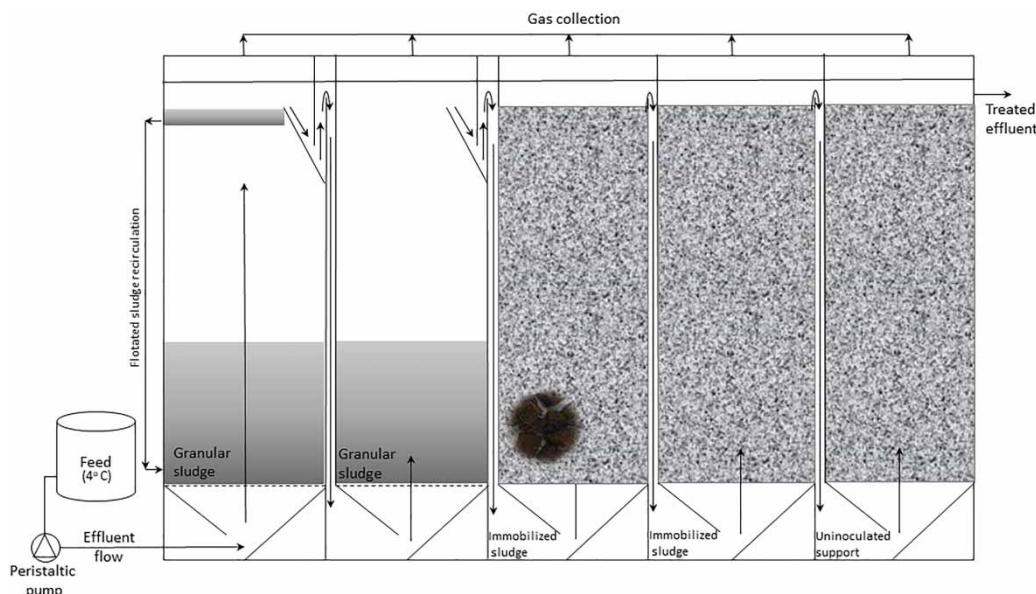 Gas collection
Treated
effluent
Flotated sludge recirculation
Granular
sludge
Granular
sludge
Feed
(4º C)
Effluent
flow
Peristaltic
pump
Immobilized
sludge
Immobilized
sludge
Uninoculated
support